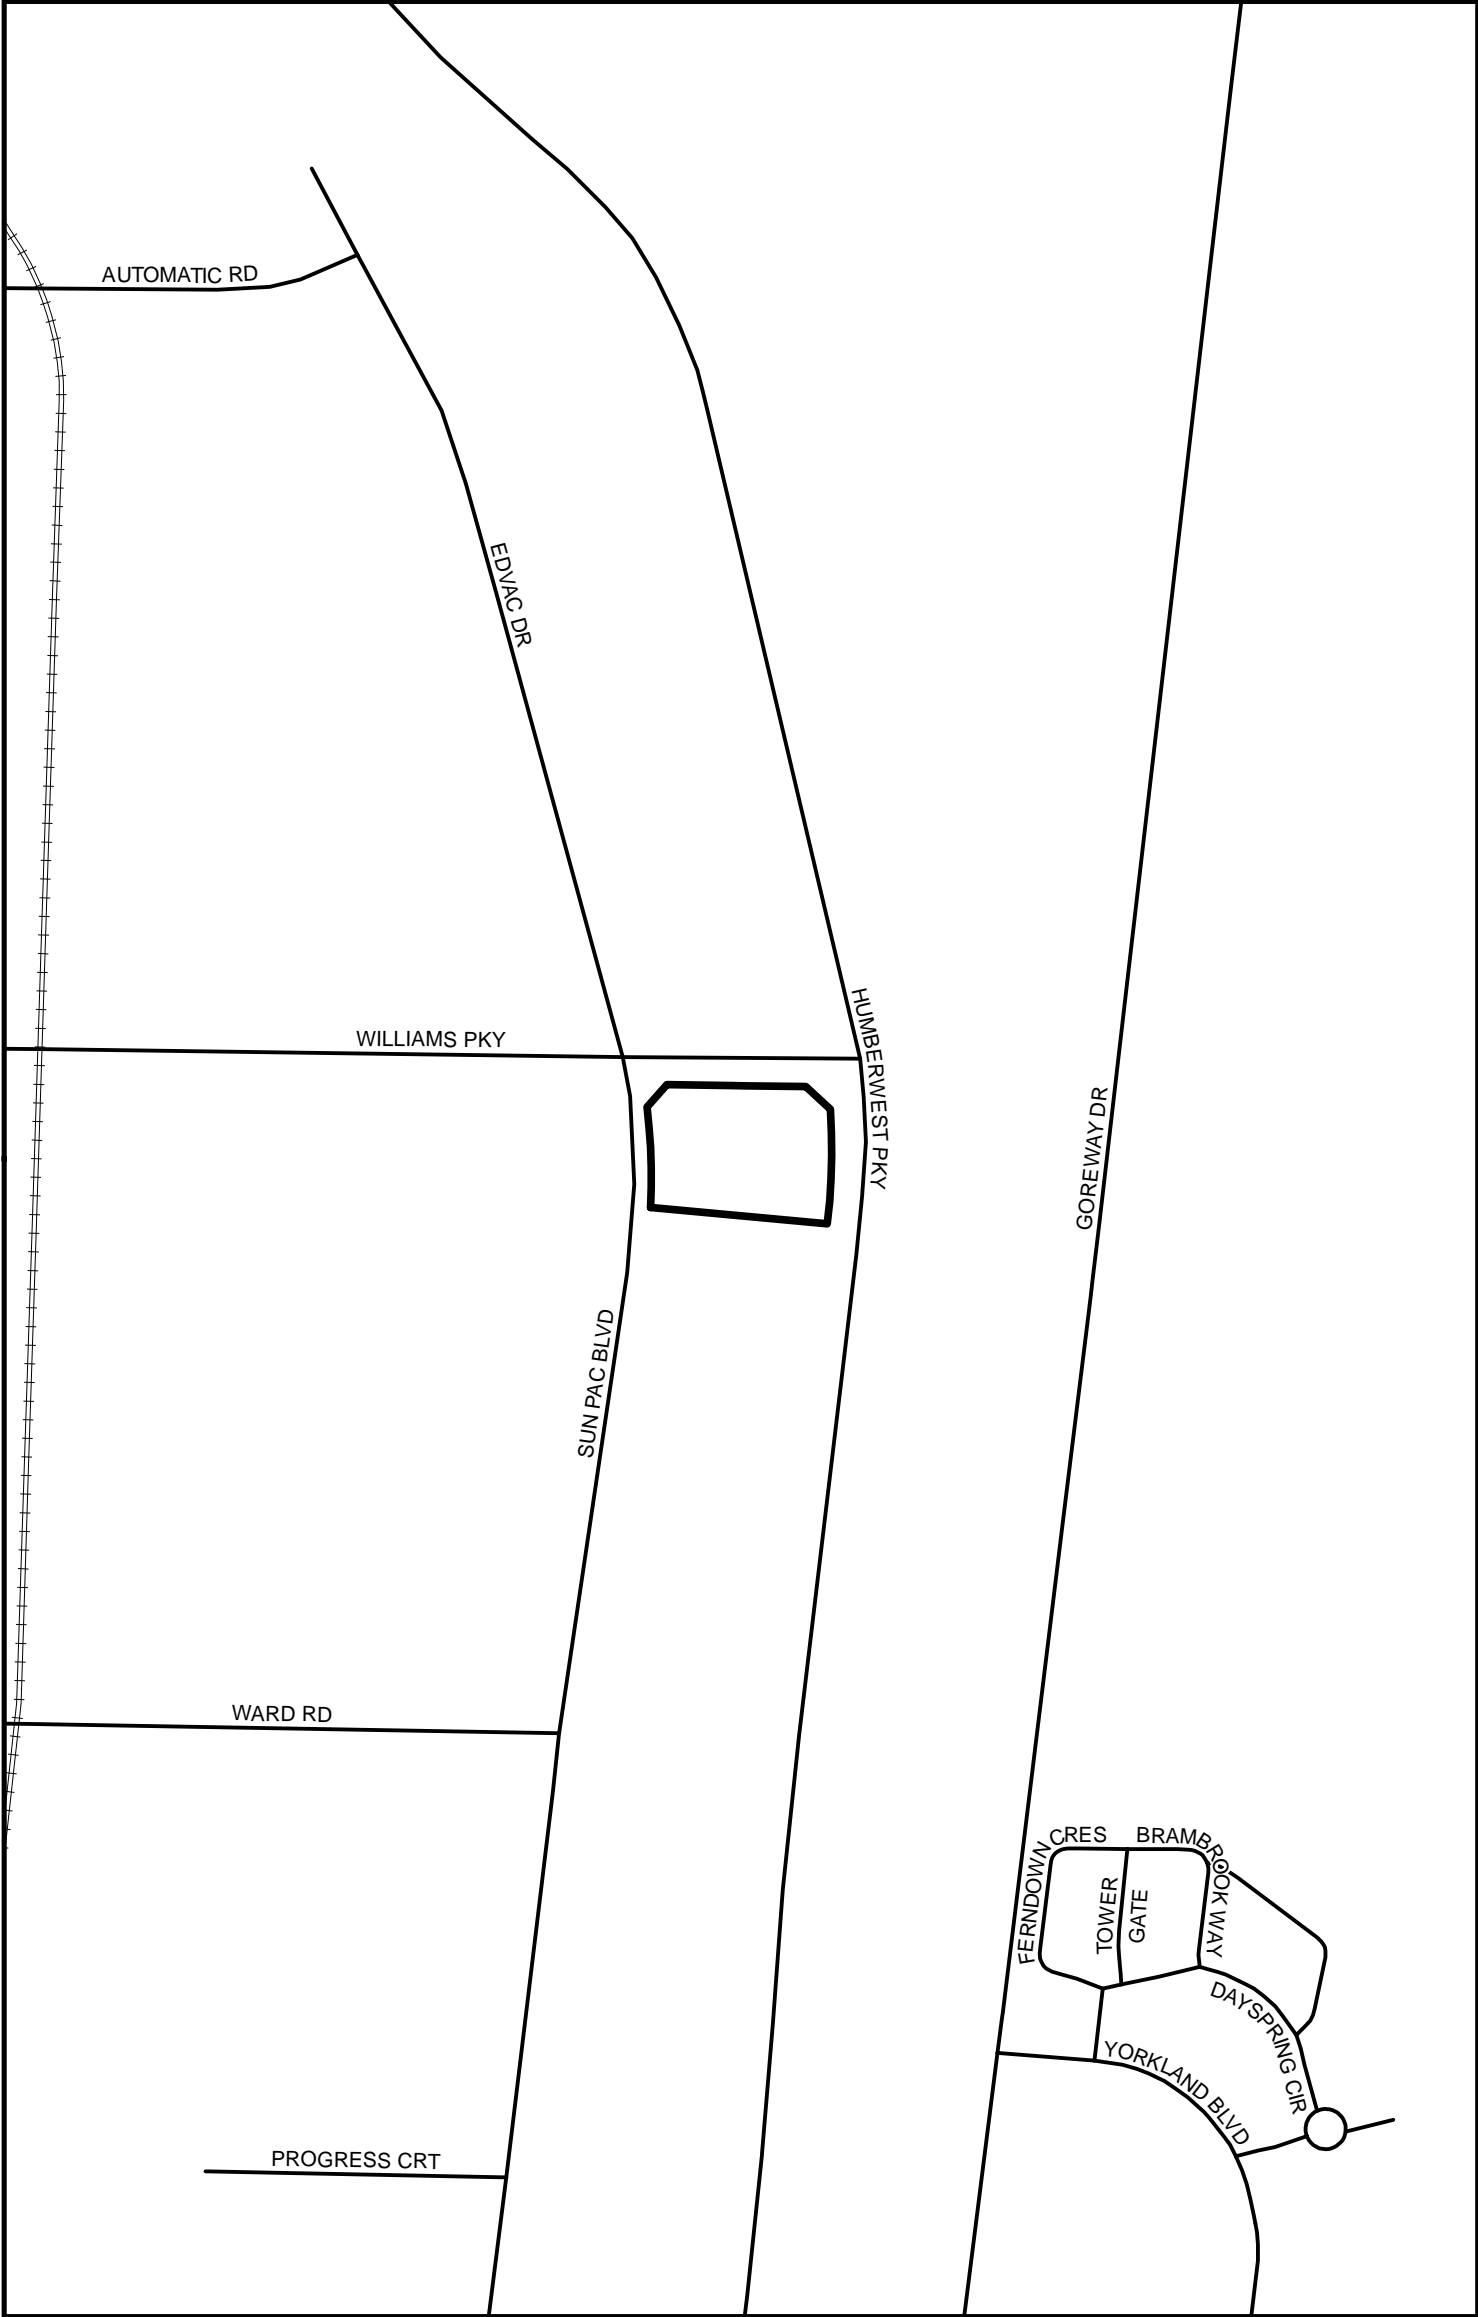 AUTOMATIC RD
EDVAC DR
WILLIAMS PKY
HUMBERWEST PKY
GOREWAY DR
SUN PAC BLVD
WARD RD
FERNDOWN CRES
BRAMBROOK WAY
TOWER
GATE
DAYSPRING CIR
YORKLAND BLVD
PROGRESS CRT